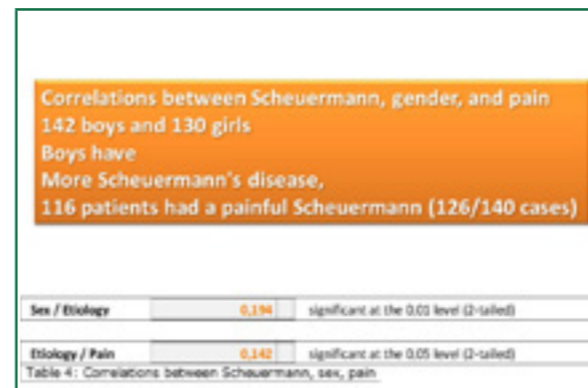 Correlations between Scheuermann, gender, and pain
142 boys and 130 girls
Boys have
More Scheuermann's disease,
116 patients had a painful Scheuermann (126/140 cases)
Sex / Etiology 0,194 significant at the 0.01 level (2-tailed)
Etiology / Pain 0,142 significant at the 0.05 level (2-tailed)
Table 4: Correlations between Scheuermann, sex, pain